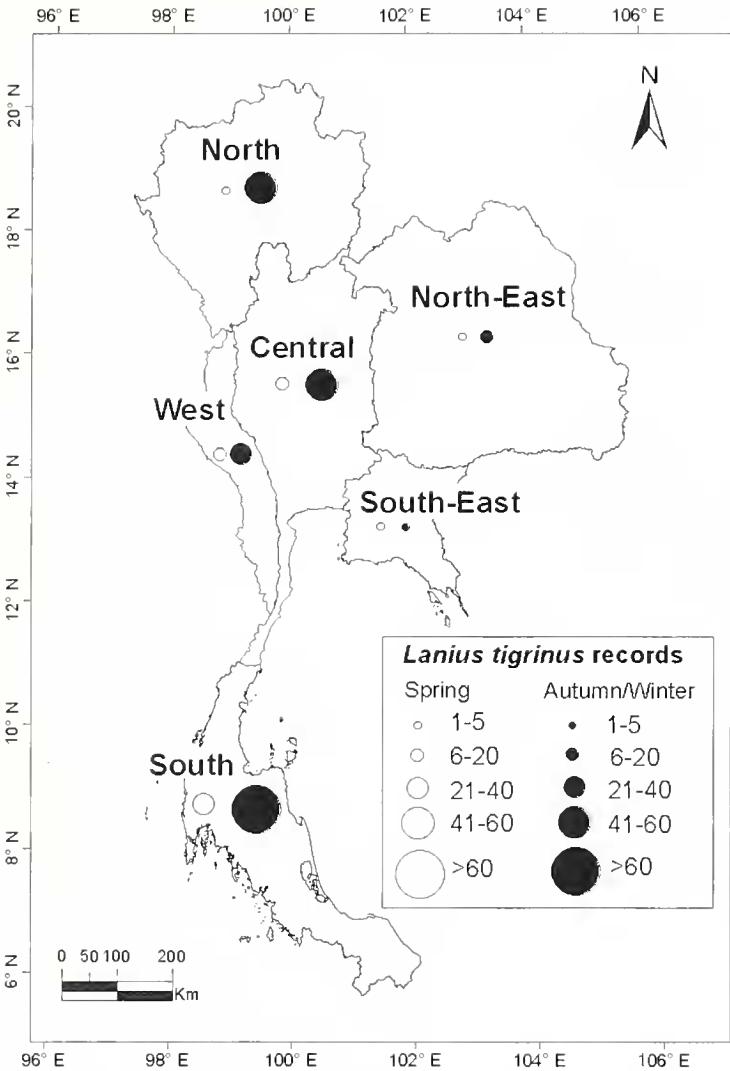 96° E 98° E 100° E 102° E 104° E 106° E
N
20° N
North
18° N
North-East
16° N
Central
West
14° N
South-East
12° N
Lanius tigrinus records
Spring Autumn/Winter
1-5 1-5
10° N
6-20 6-20
South
21-40 21-40
41-60 41-60
8° N
>60 >60
0 50 100 200
6° N
Km
96° E 98° E 100° E 102° E 104° E 106° E